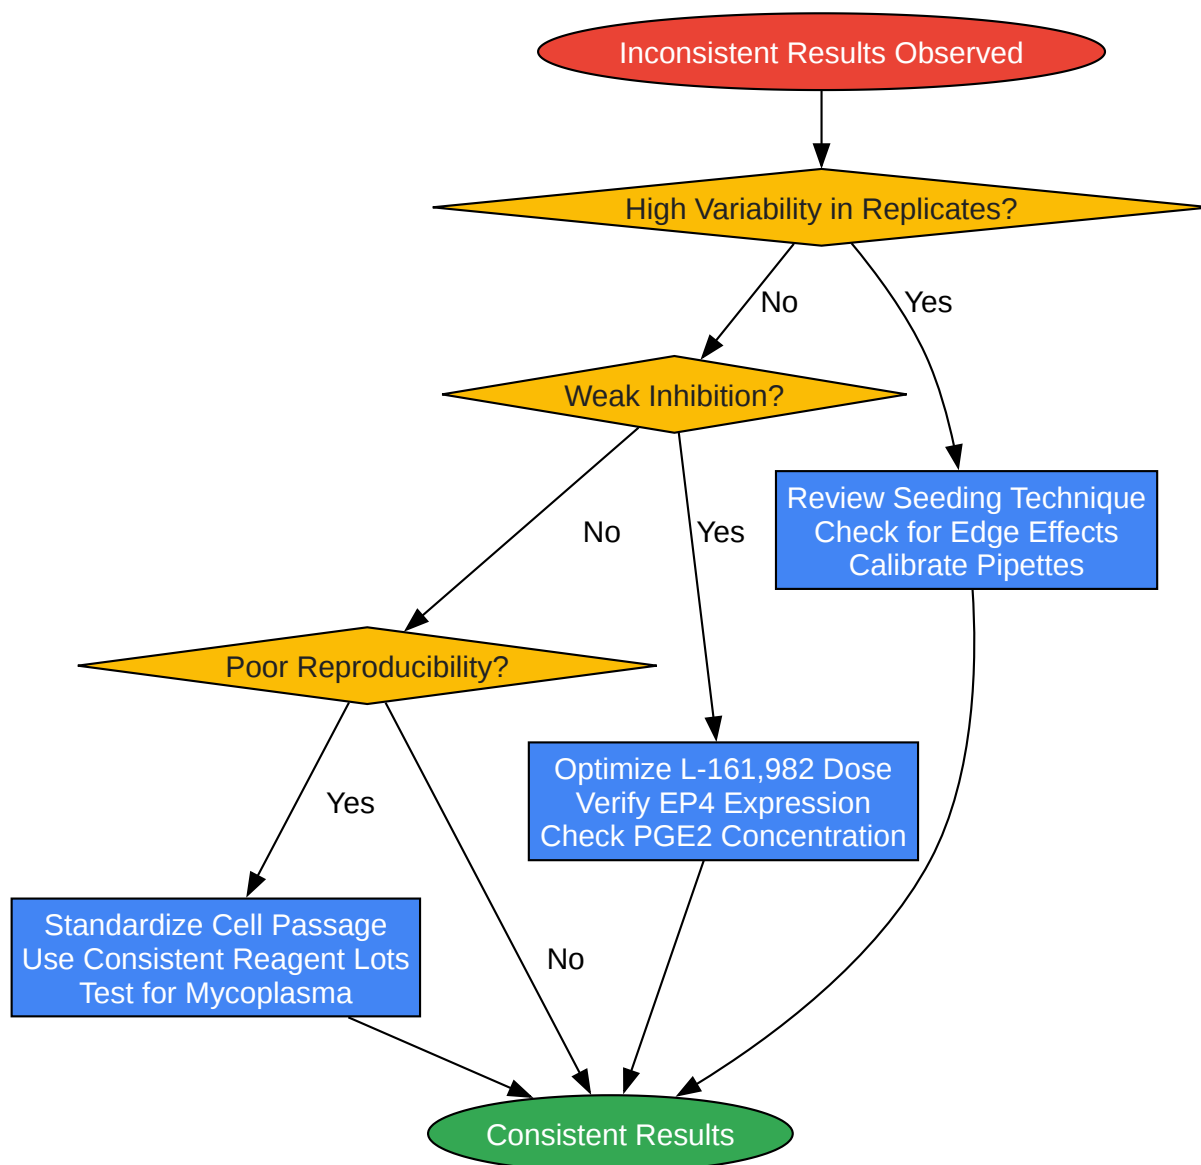 Inconsistent Results Observed
High Variability in Replicates?
No
Yes
Weak Inhibition?
Review Seeding Technique
Check for Edge Effects
Calibrate Pipettes
No
Yes
Poor Reproducibility?
Optimize L-161,982 Dose
Verify EP4 Expression
Check PGE2 Concentration
Yes
Standardize Cell Passage
Use Consistent Reagent Lots
Test for Mycoplasma
No
Consistent Results